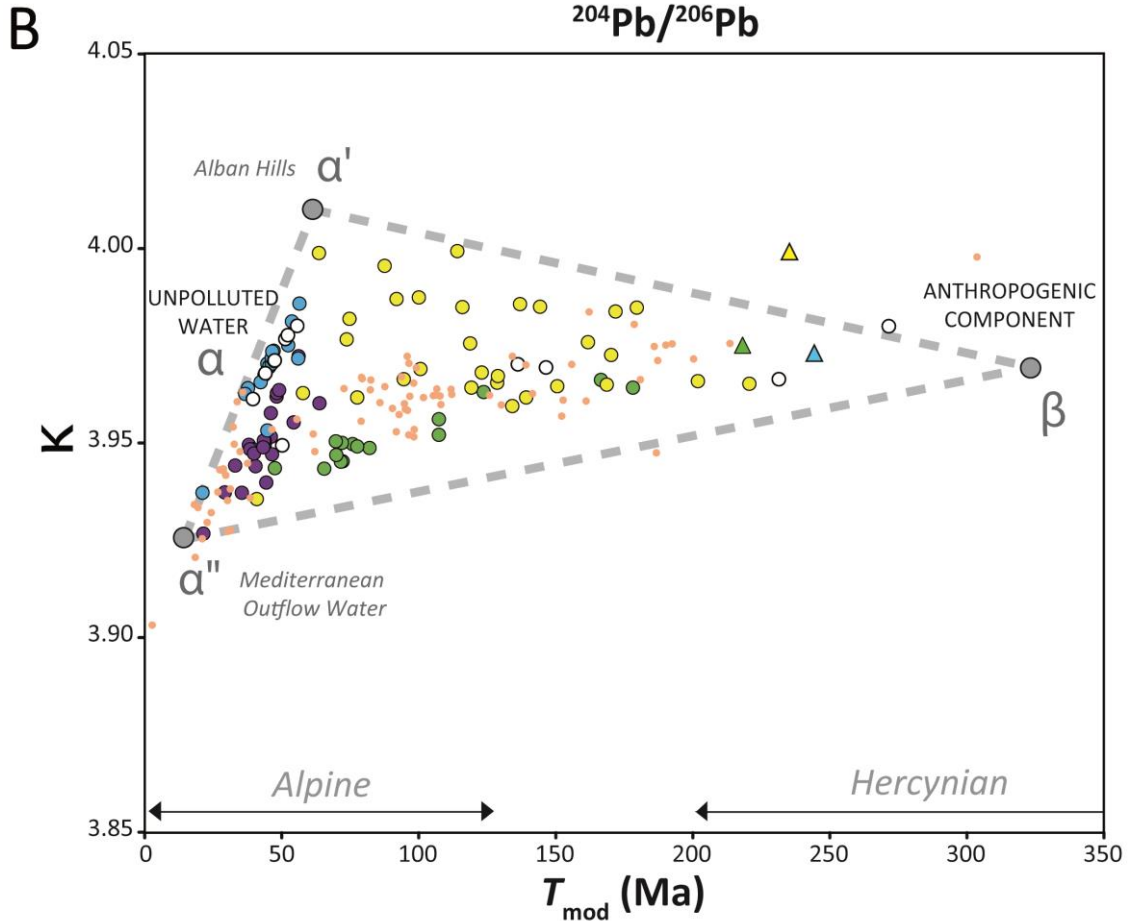 B
²⁰⁴Pb/²⁰⁶Pb
4.05
4.00
3.95
3.90
3.85
K
Alban Hills
α'
UNPOLLUTED
WATER
α
ANTHROPOGENIC
COMPONENT
β
α"
Mediterranean
Outflow Water
Alpine
Hercynian
0 50 100 150 200 250 300 350
Tmod (Ma)